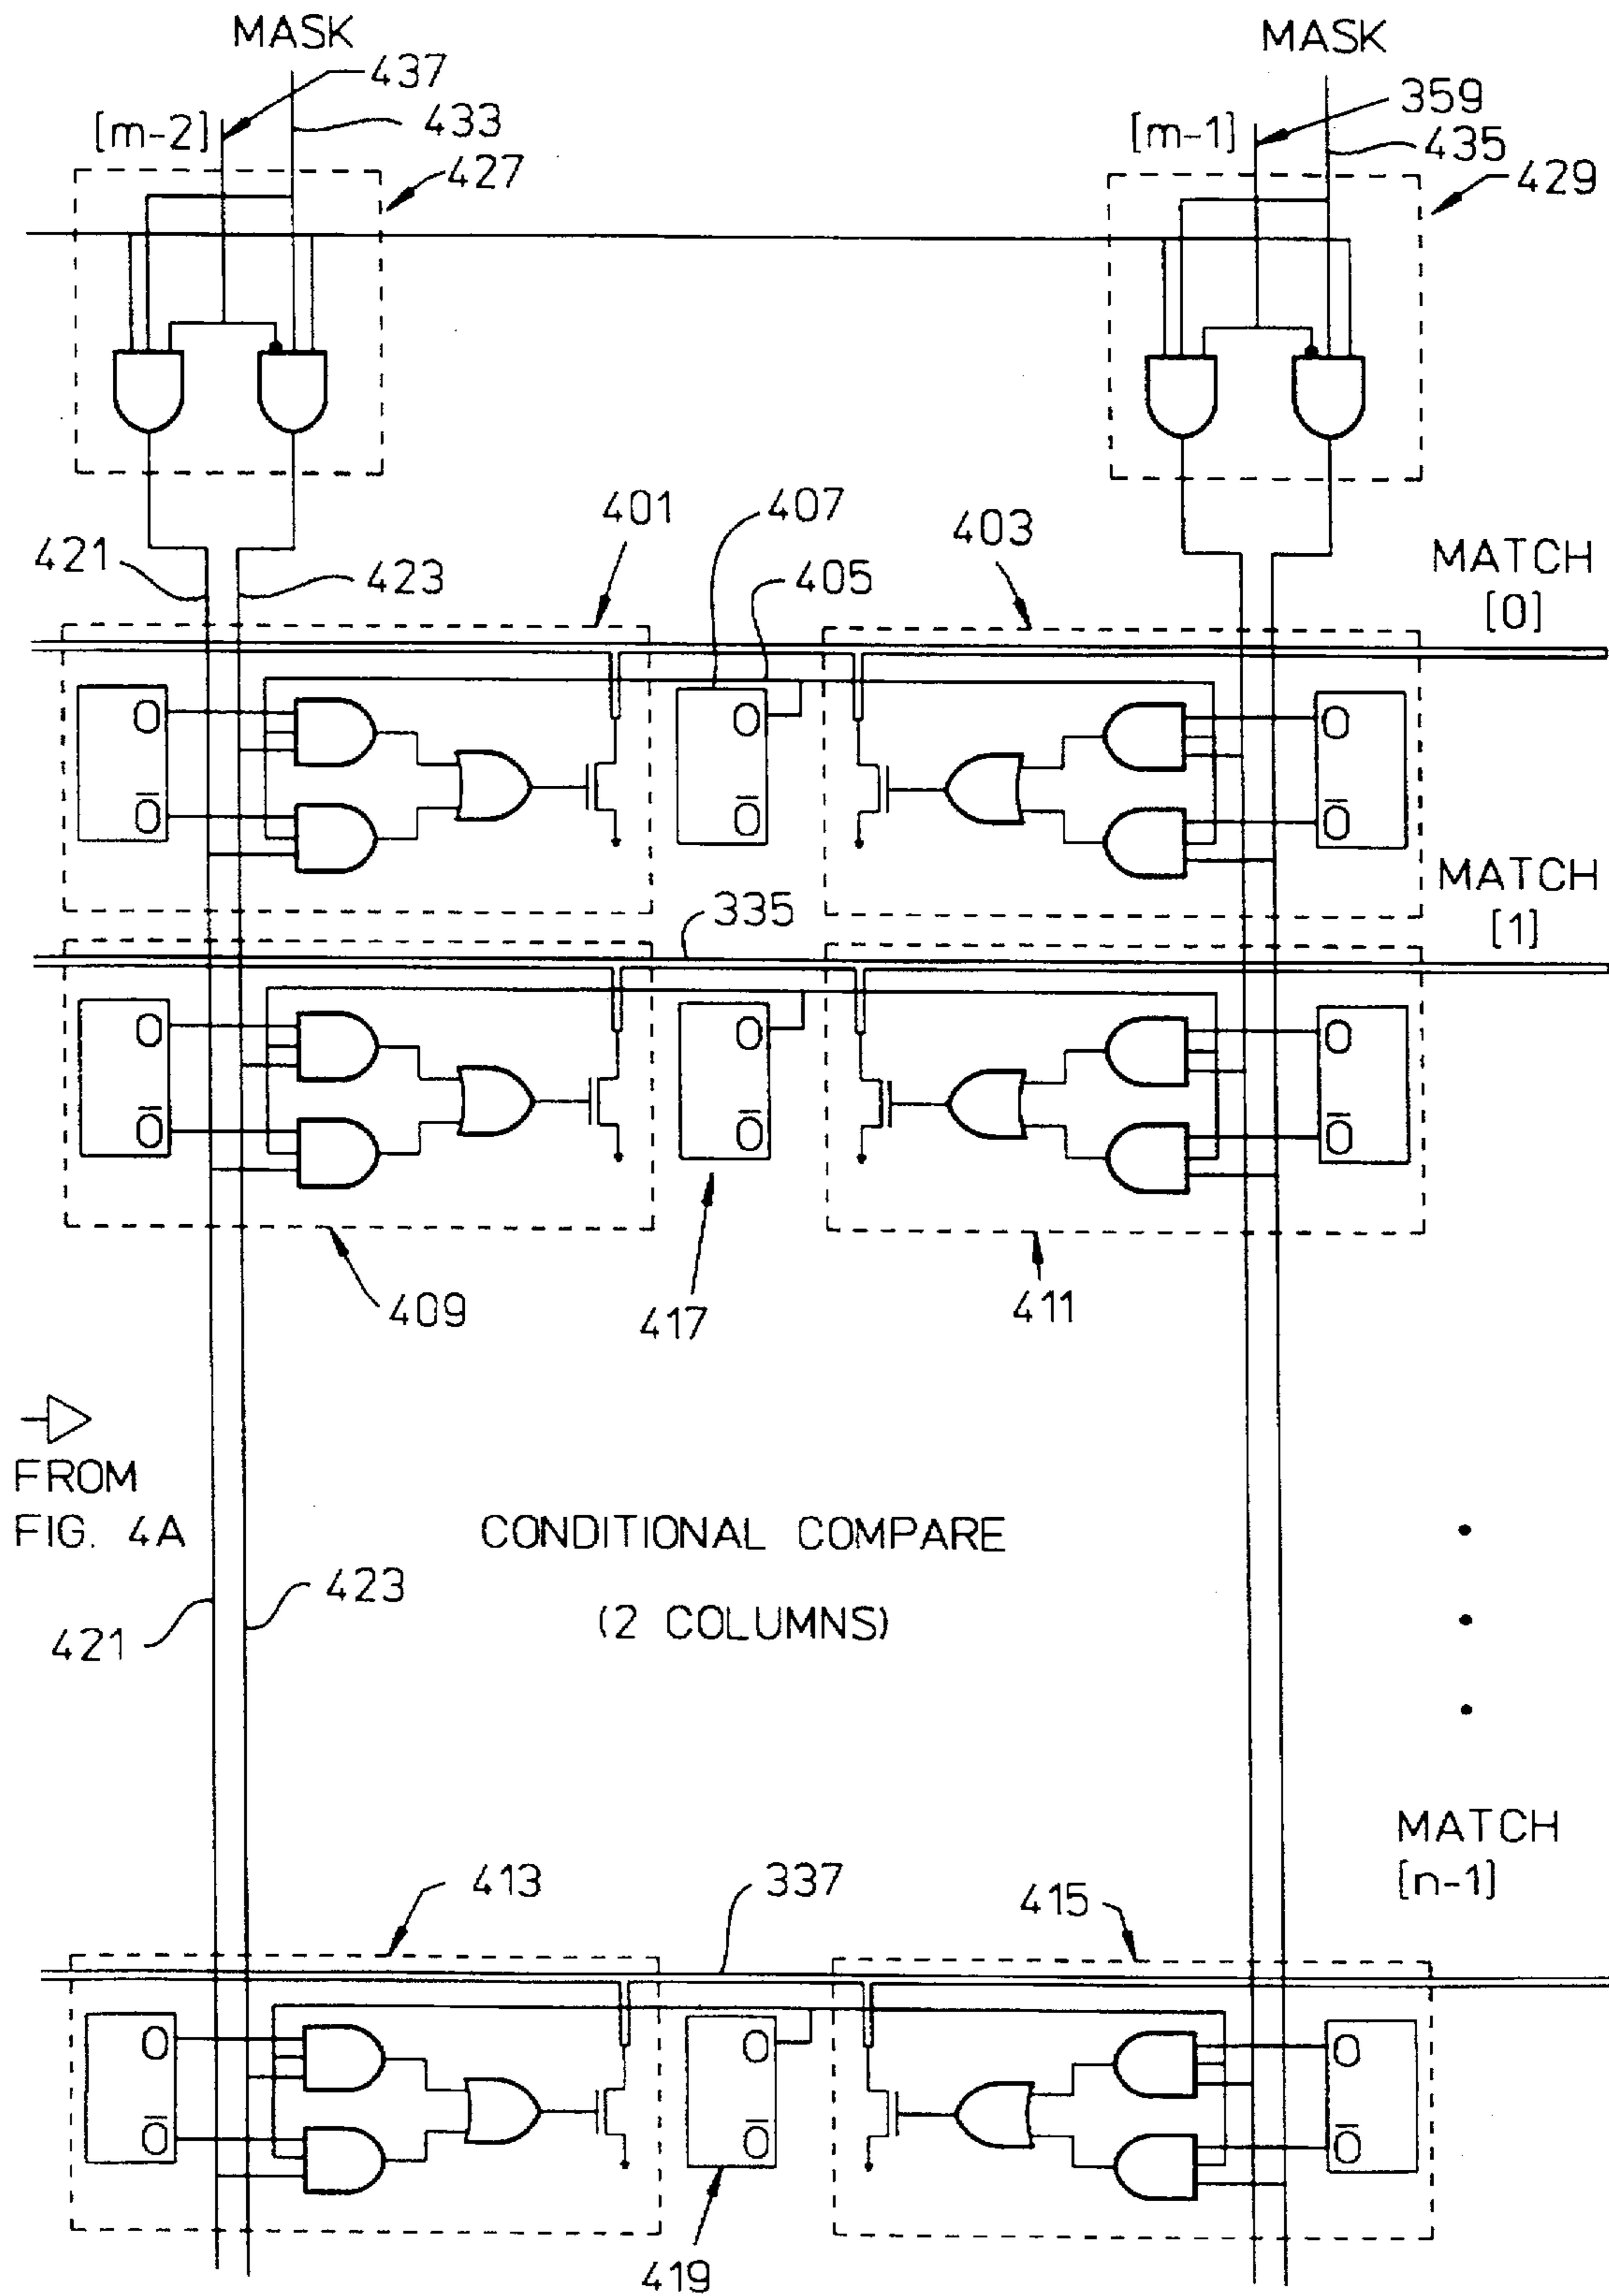 MASK
MASK
437
359
[m-2]
433
[m-1]
435
427
429
401
407
403
421
423
405
MATCH
[0]
O
O
O
O
O̅
O̅
O̅
MATCH
[1]
335
O
O
O
O̅
O̅
O̅
409
417
411
FROM
FIG. 4A
CONDITIONAL COMPARE
(2 COLUMNS)
421
423
MATCH
[n-1]
413
337
415
O
O
O
O̅
O̅
O̅
419